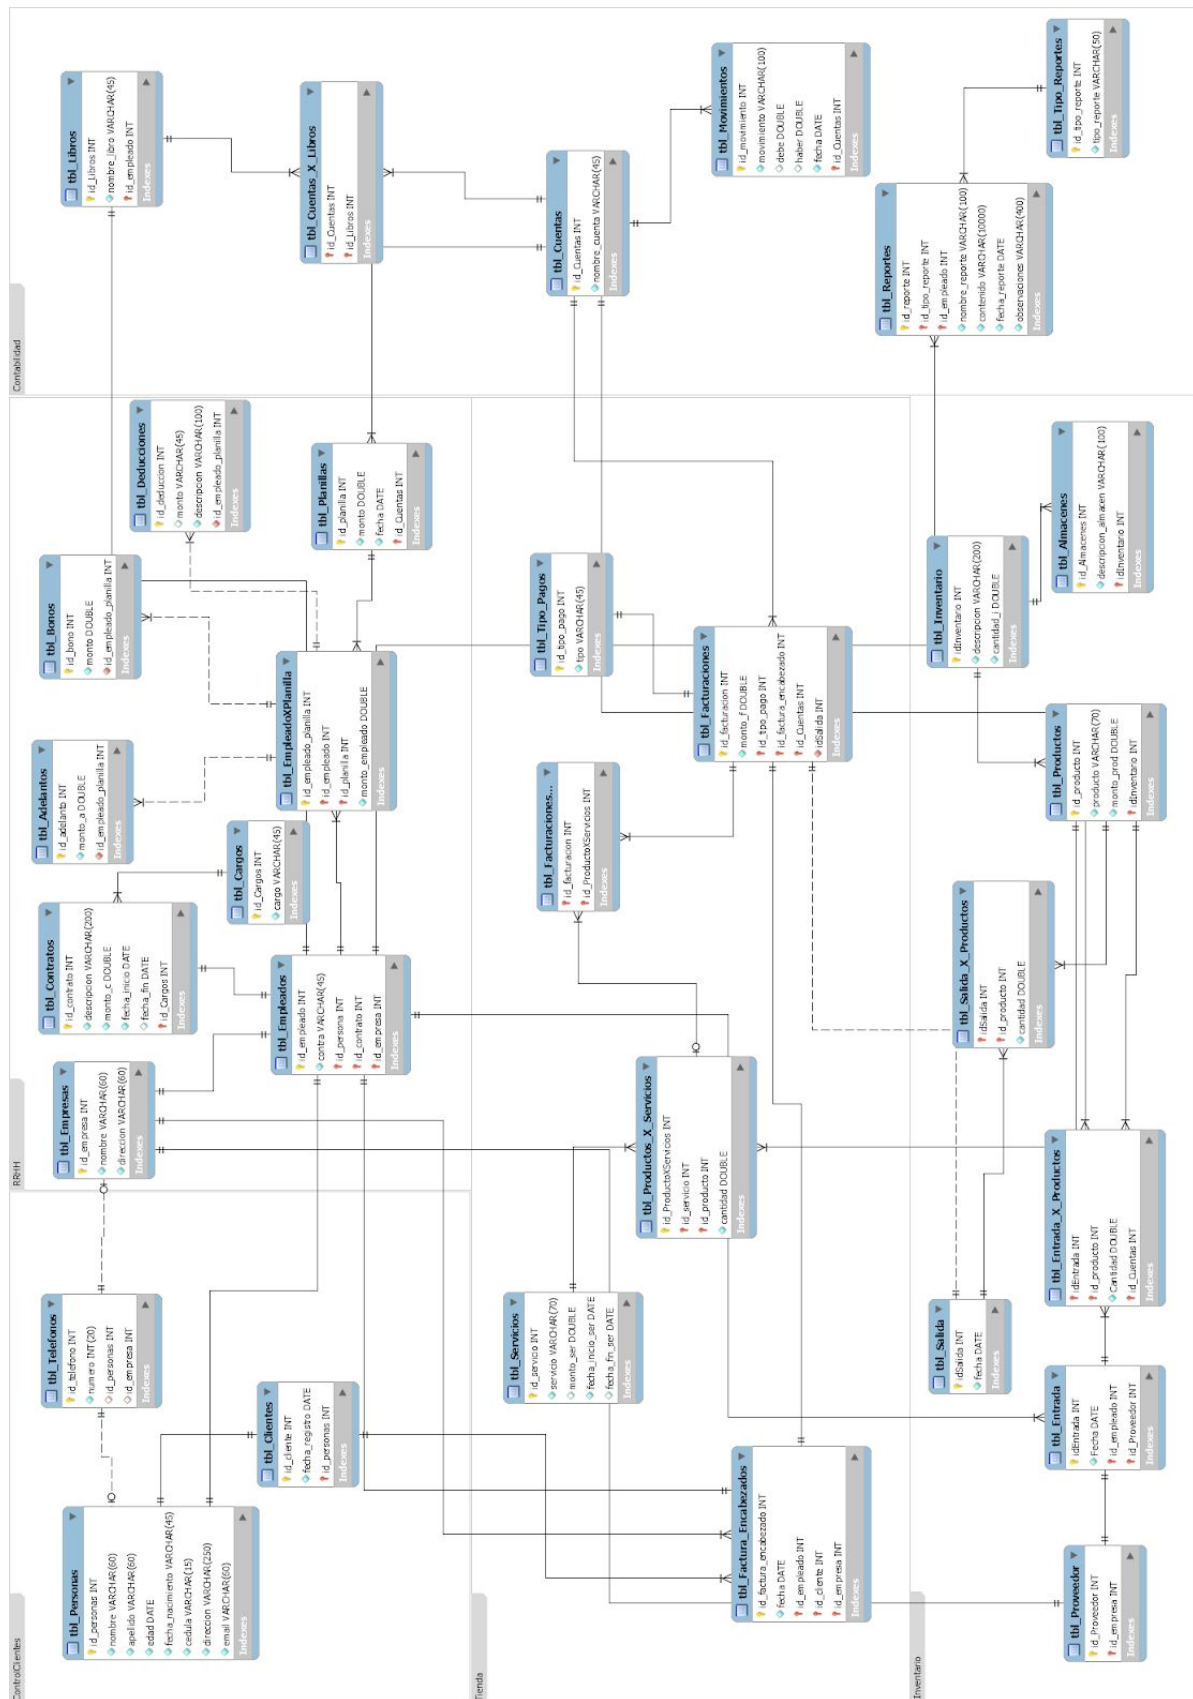 ControlClientes
tbl_Personas
id_personas INT
nombre VARCHAR(60)
apellido VARCHAR(60)
edad DATE
fecha_nacimiento VARCHAR(45)
cedula VARCHAR(15)
direccion VARCHAR(250)
email VARCHAR(60)
Indexes
tbl_Telefonos
id_telefono INT
numero INT(20)
id_personas INT
id_empresa INT
Indexes
tbl_Clientes
id_cliente INT
fecha_registro DATE
id_personas INT
Indexes
RRHH
tbl_Empresas
id_empresa INT
nombre VARCHAR(60)
direccion VARCHAR(60)
Indexes
tbl_Contratos
id_contrato INT
descripcion VARCHAR(200)
monto_c DOUBLE
fecha_inicio DATE
fecha_fin DATE
id_Cargos INT
Indexes
tbl_Adelantos
id_adelanto INT
monto_a DOUBLE
id_empleado_planilla INT
Indexes
tbl_Bonos
id_bono INT
monto DOUBLE
id_empleado_planilla INT
Indexes
tbl_Deducciones
id_deduccion INT
monto VARCHAR(45)
descripcion VARCHAR(100)
id_empleado_planilla INT
Indexes
tbl_Cargos
id_Cargos INT
cargo VARCHAR(45)
Indexes
tbl_Empleados
id_empleado INT
contra VARCHAR(45)
id_persona INT
id_contrato INT
id_empresa INT
Indexes
tbl_EmpleadoXPlanilla
id_empleado_planilla INT
id_empleado INT
id_planilla INT
monto_empleado DOUBLE
Indexes
tbl_Planillas
id_planilla INT
monto DOUBLE
fecha DATE
id_Cuentas INT
Indexes
Contabilidad
tbl_Libros
id_Libros INT
nombre_libro VARCHAR(45)
id_empleado INT
Indexes
tbl_Cuentas_X_Libros
id_Cuentas INT
id_Libros INT
Indexes
tbl_Cuentas
id_Cuentas INT
nombre_cuenta VARCHAR(45)
Indexes
tbl_Movimientos
id_movimiento INT
movimiento VARCHAR(100)
debe DOUBLE
haber DOUBLE
fecha DATE
id_Cuentas INT
Indexes
tbl_Reportes
id_reporte INT
id_tipo_reporte INT
id_empleado INT
nombre_reporte VARCHAR(100)
contenido VARCHAR(10000)
fecha_reporte DATE
observaciones VARCHAR(400)
Indexes
tbl_Tipo_Reportes
id_tipo_reporte INT
tipo_reporte VARCHAR(50)
Indexes
Tienda
tbl_Servicios
id_servicio INT
servicio VARCHAR(70)
monto_ser DOUBLE
fecha_inicio_ser DATE
fecha_fin_ser DATE
Indexes
tbl_Facturaciones...
id_facturacion INT
id_ProductoXServicios INT
Indexes
tbl_Tipo_Pagos
id_tipo_pago INT
tipo VARCHAR(45)
Indexes
tbl_Productos_X_Servicios
id_ProductoXServicios INT
id_servicio INT
id_producto INT
cantidad DOUBLE
Indexes
tbl_Facturaciones
id_facturacion INT
monto_f DOUBLE
id_tipo_pago INT
id_factura_encabezado INT
id_Cuentas INT
idSalida INT
Indexes
tbl_Factura_Encabezados
id_factura_encabezado INT
fecha DATE
id_empleado INT
id_cliente INT
id_empresa INT
Indexes
Inventario
tbl_Salida
idSalida INT
fecha DATE
Indexes
tbl_Salida_X_Productos
idSalida INT
id_producto INT
cantidad DOUBLE
Indexes
tbl_Inventario
idInventario INT
descripcion VARCHAR(200)
cantidad_i DOUBLE
Indexes
tbl_Proveedor
id_Proveedor INT
id_empresa INT
Indexes
tbl_Entrada
idEntrada INT
Fecha DATE
id_empleado INT
id_Proveedor INT
Indexes
tbl_Entrada_X_Productos
idEntrada INT
id_producto INT
Cantidad DOUBLE
id_Cuentas INT
Indexes
tbl_Productos
id_producto INT
producto VARCHAR(70)
monto_prod DOUBLE
idInventario INT
Indexes
tbl_Almacenes
id_Almacenes INT
descripcion_almacen VARCHAR(100)
idInventario INT
Indexes